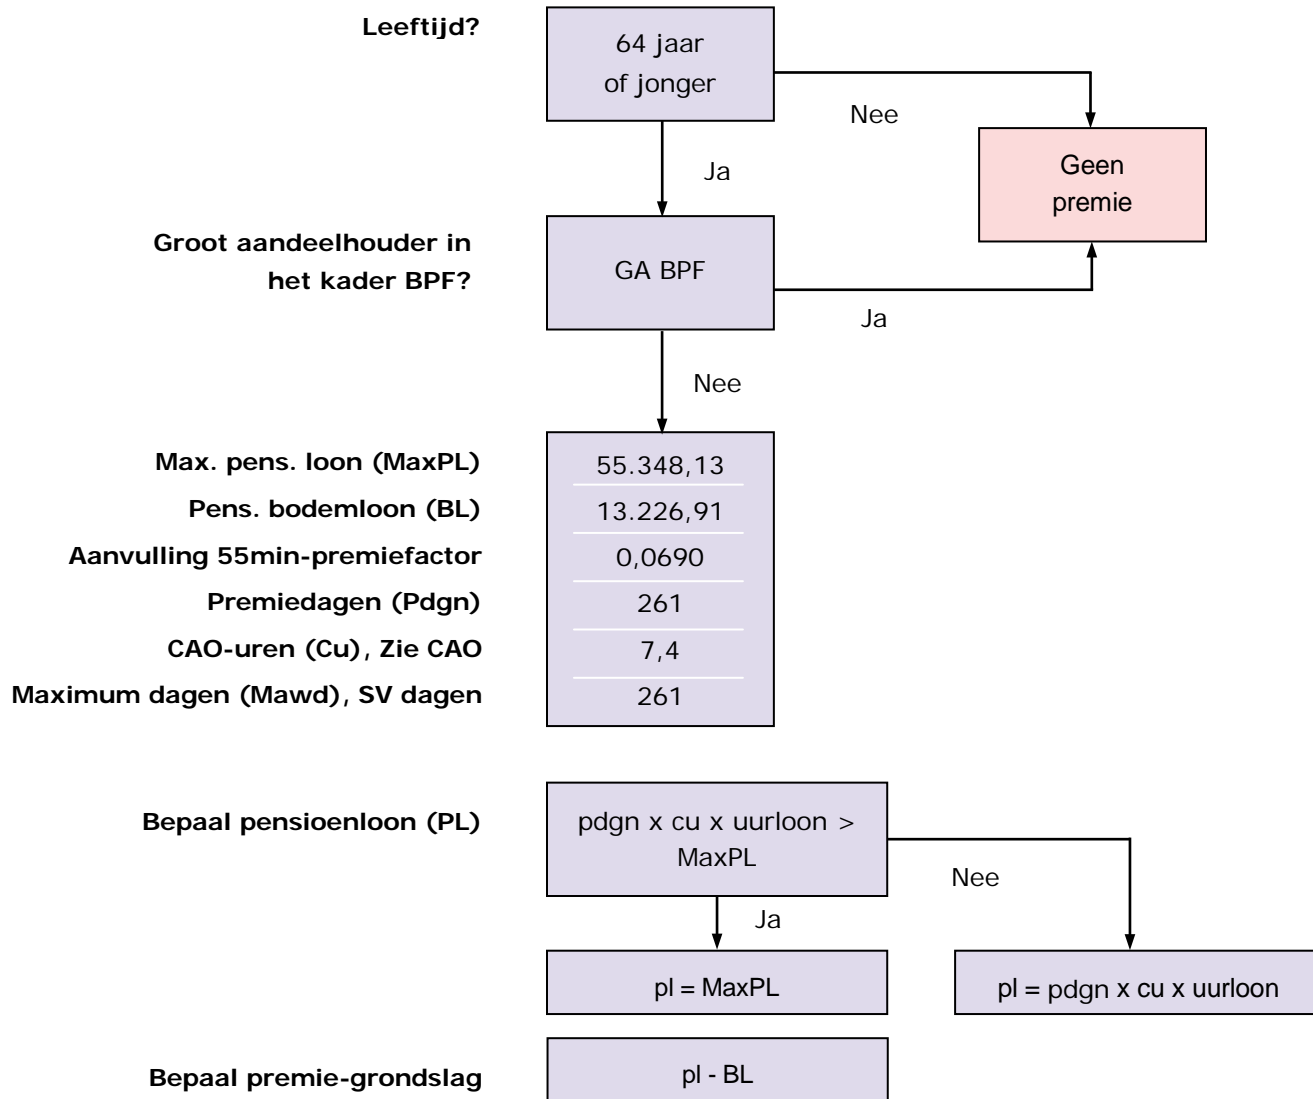 Leeftijd?
64 jaar
of jonger
Nee
Geen
premie
Ja
Groot aandeelhouder in
het kader BPF?
GA BPF
Ja
Nee
Max. pens. loon (MaxPL)
55.348,13
Pens. bodemloon (BL)
13.226,91
Aanvulling 55min-premiefactor
0,0690
Premiedagen (Pdgn)
261
CAO-uren (Cu), Zie CAO
7,4
Maximum dagen (Mawd), SV dagen
261
Bepaal pensioenloon (PL)
pdgn x cu x uurloon >
MaxPL
Nee
Ja
pl = MaxPL
pl = pdgn x cu x uurloon
Bepaal premie-grondslag
pl - BL